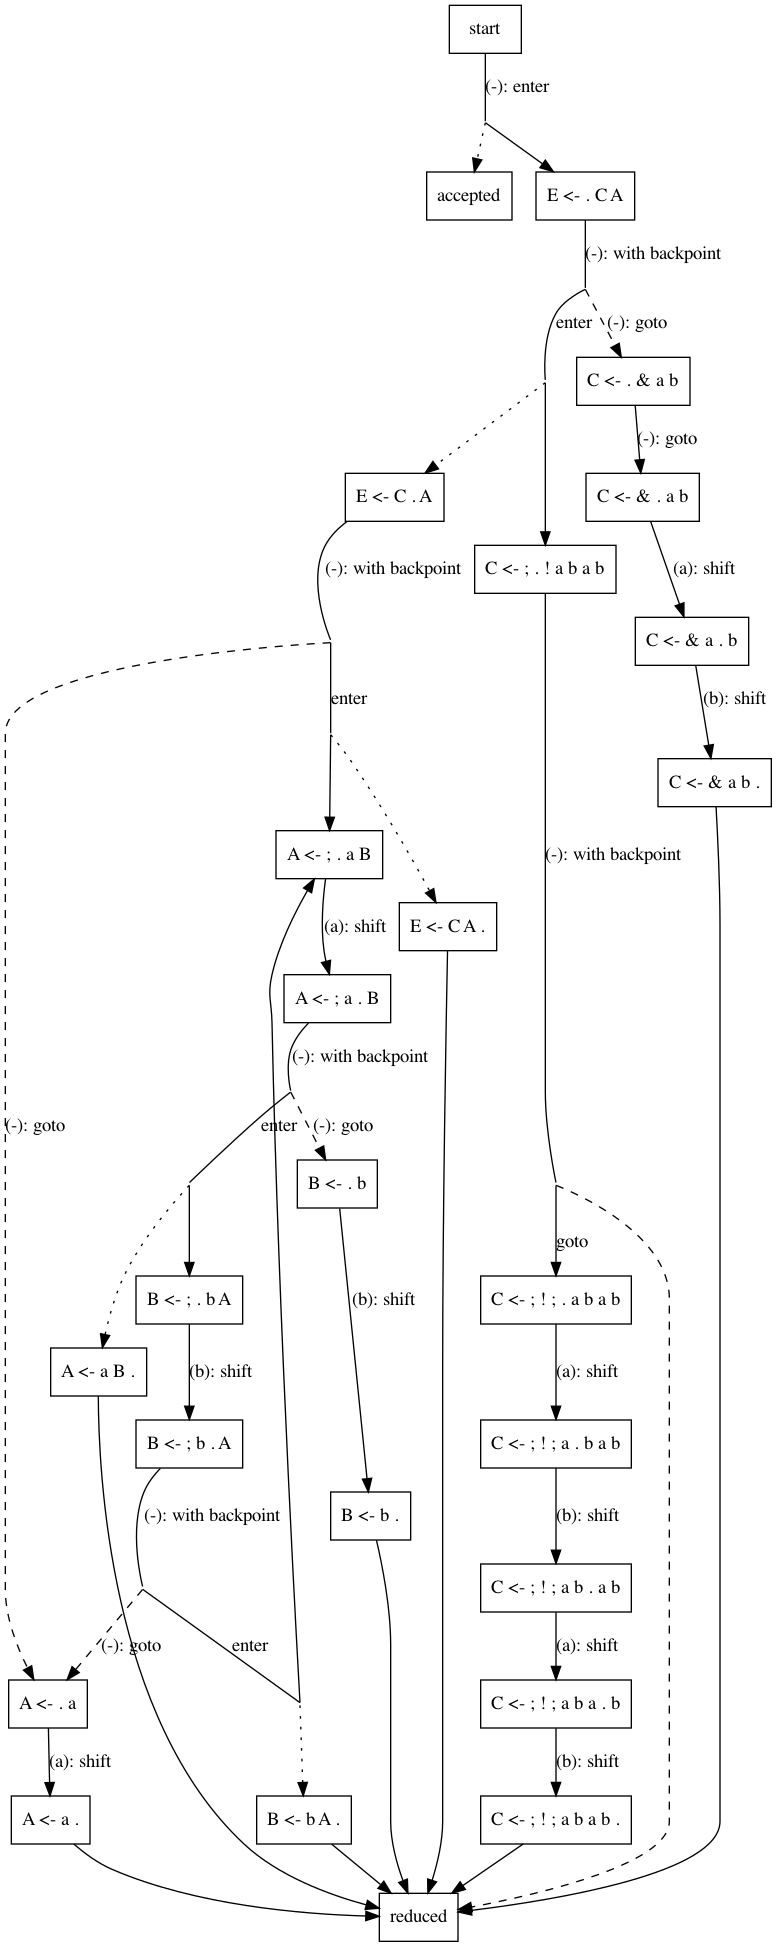 start
(-): enter
accepted
E <- . C A
(-): with backpoint
enter
(-): goto
C <- . & a b
(-): goto
E <- C . A
C <- & . a b
(-): with backpoint
C <- ; . ! a b a b
(a): shift
C <- & a . b
enter
(b): shift
C <- & a b .
A <- ; . a B
(-): with backpoint
(a): shift
E <- C A .
A <- ; a . B
(-): with backpoint
(-): goto
enter
(-): goto
B <- . b
goto
B <- ; . b A
(b): shift
C <- ; ! ; . a b a b
A <- a B .
(b): shift
(a): shift
B <- ; b . A
C <- ; ! ; a . b a b
(-): with backpoint
B <- b .
(b): shift
C <- ; ! ; a b . a b
(-): goto
enter
(a): shift
A <- . a
C <- ; ! ; a b a . b
(a): shift
(b): shift
A <- a .
B <- b A .
C <- ; ! ; a b a b .
reduced